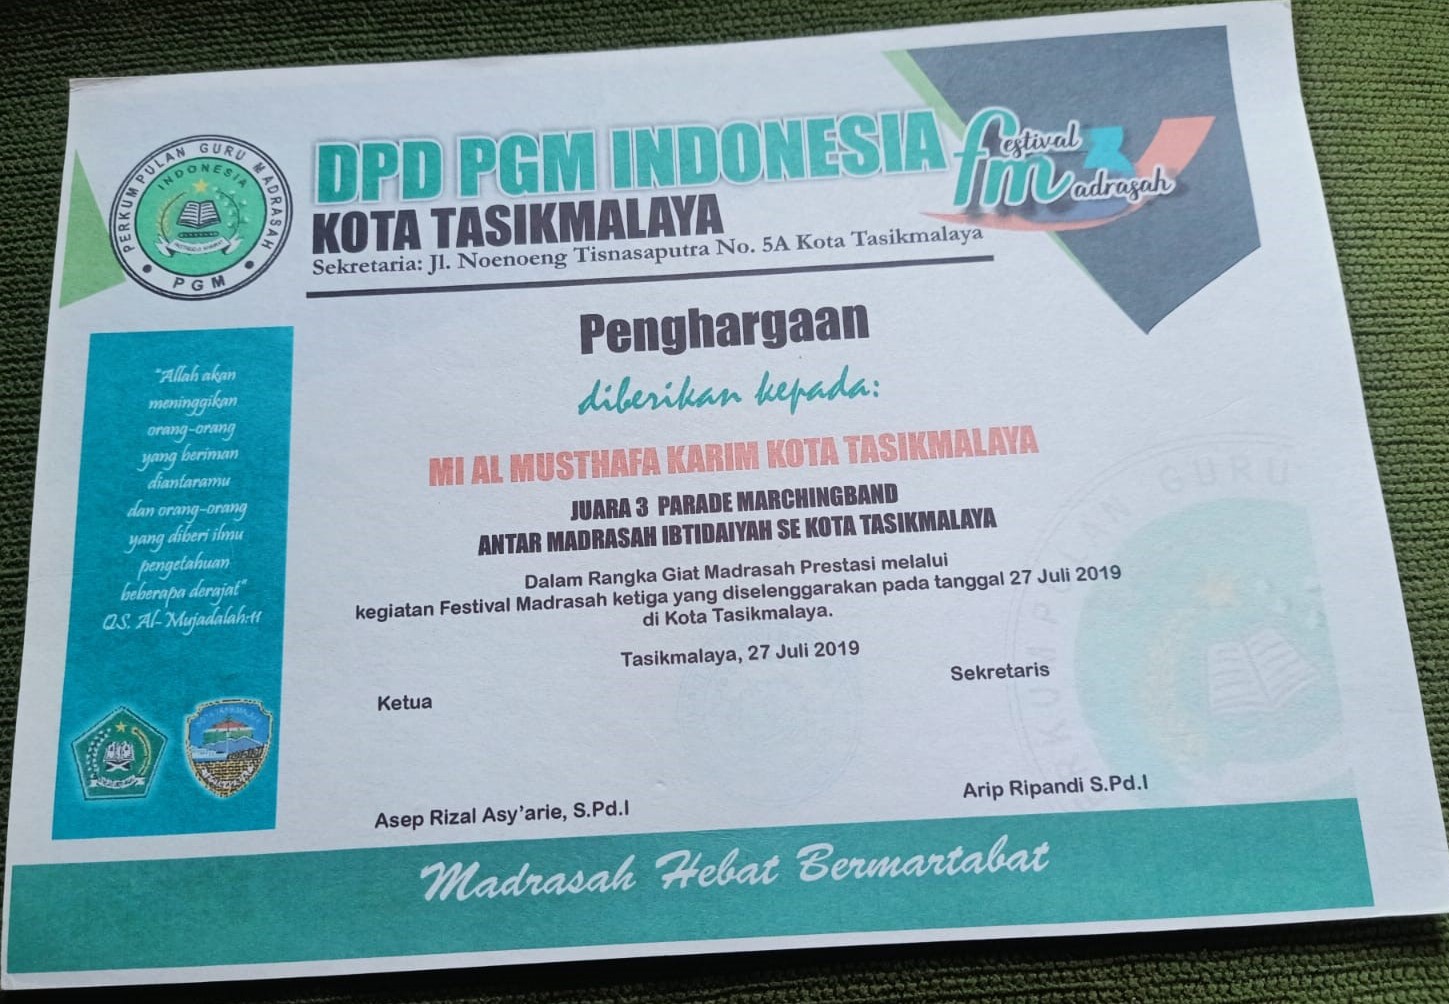 PERKUMPULAN GURU MADRASAH
INDONESIA
PGM
DPD PGM INDONESIA
KOTA TASIKMALAYA
Sekretaria: Jl. Noenoeng Tisnasaputra No. 5A Kota Tasikmalaya
festival
madrasah
Penghargaan
diberikan kepada:
MI AL MUSTHAFA KARIM KOTA TASIKMALAYA
JUARA 3 PARADE MARCHINGBAND
ANTAR MADRASAH IBTIDAIYAH SE KOTA TASIKMALAYA
Dalam Rangka Giat Madrasah Prestasi melalui
kegiatan Festival Madrasah ketiga yang diselenggarakan pada tanggal 27 Juli 2019
di Kota Tasikmalaya.
Tasikmalaya, 27 Juli 2019
Ketua
Sekretaris
Asep Rizal Asy'arie, S.Pd.I
Arip Ripandi S.Pd.I
"Allah akan
meninggikan
orang-orang
yang beriman
diantaramu
dan orang-orang
yang diberi ilmu
pengetahuan
beberapa derajat"
QS. Al- Mujadalah:11
Madrasah Hebat Bermartabat